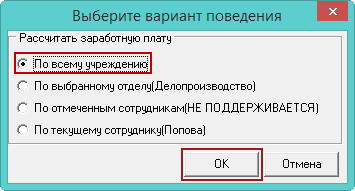 Выберите вариант поведения
Рассчитать заработную плату
По всему учреждению
По выбранному отделу(Делопроизводство)
По отмеченным сотрудникам(НЕ ПОДДЕРЖИВАЕТСЯ)
По текущему сотруднику(Попова)
OK Отмена